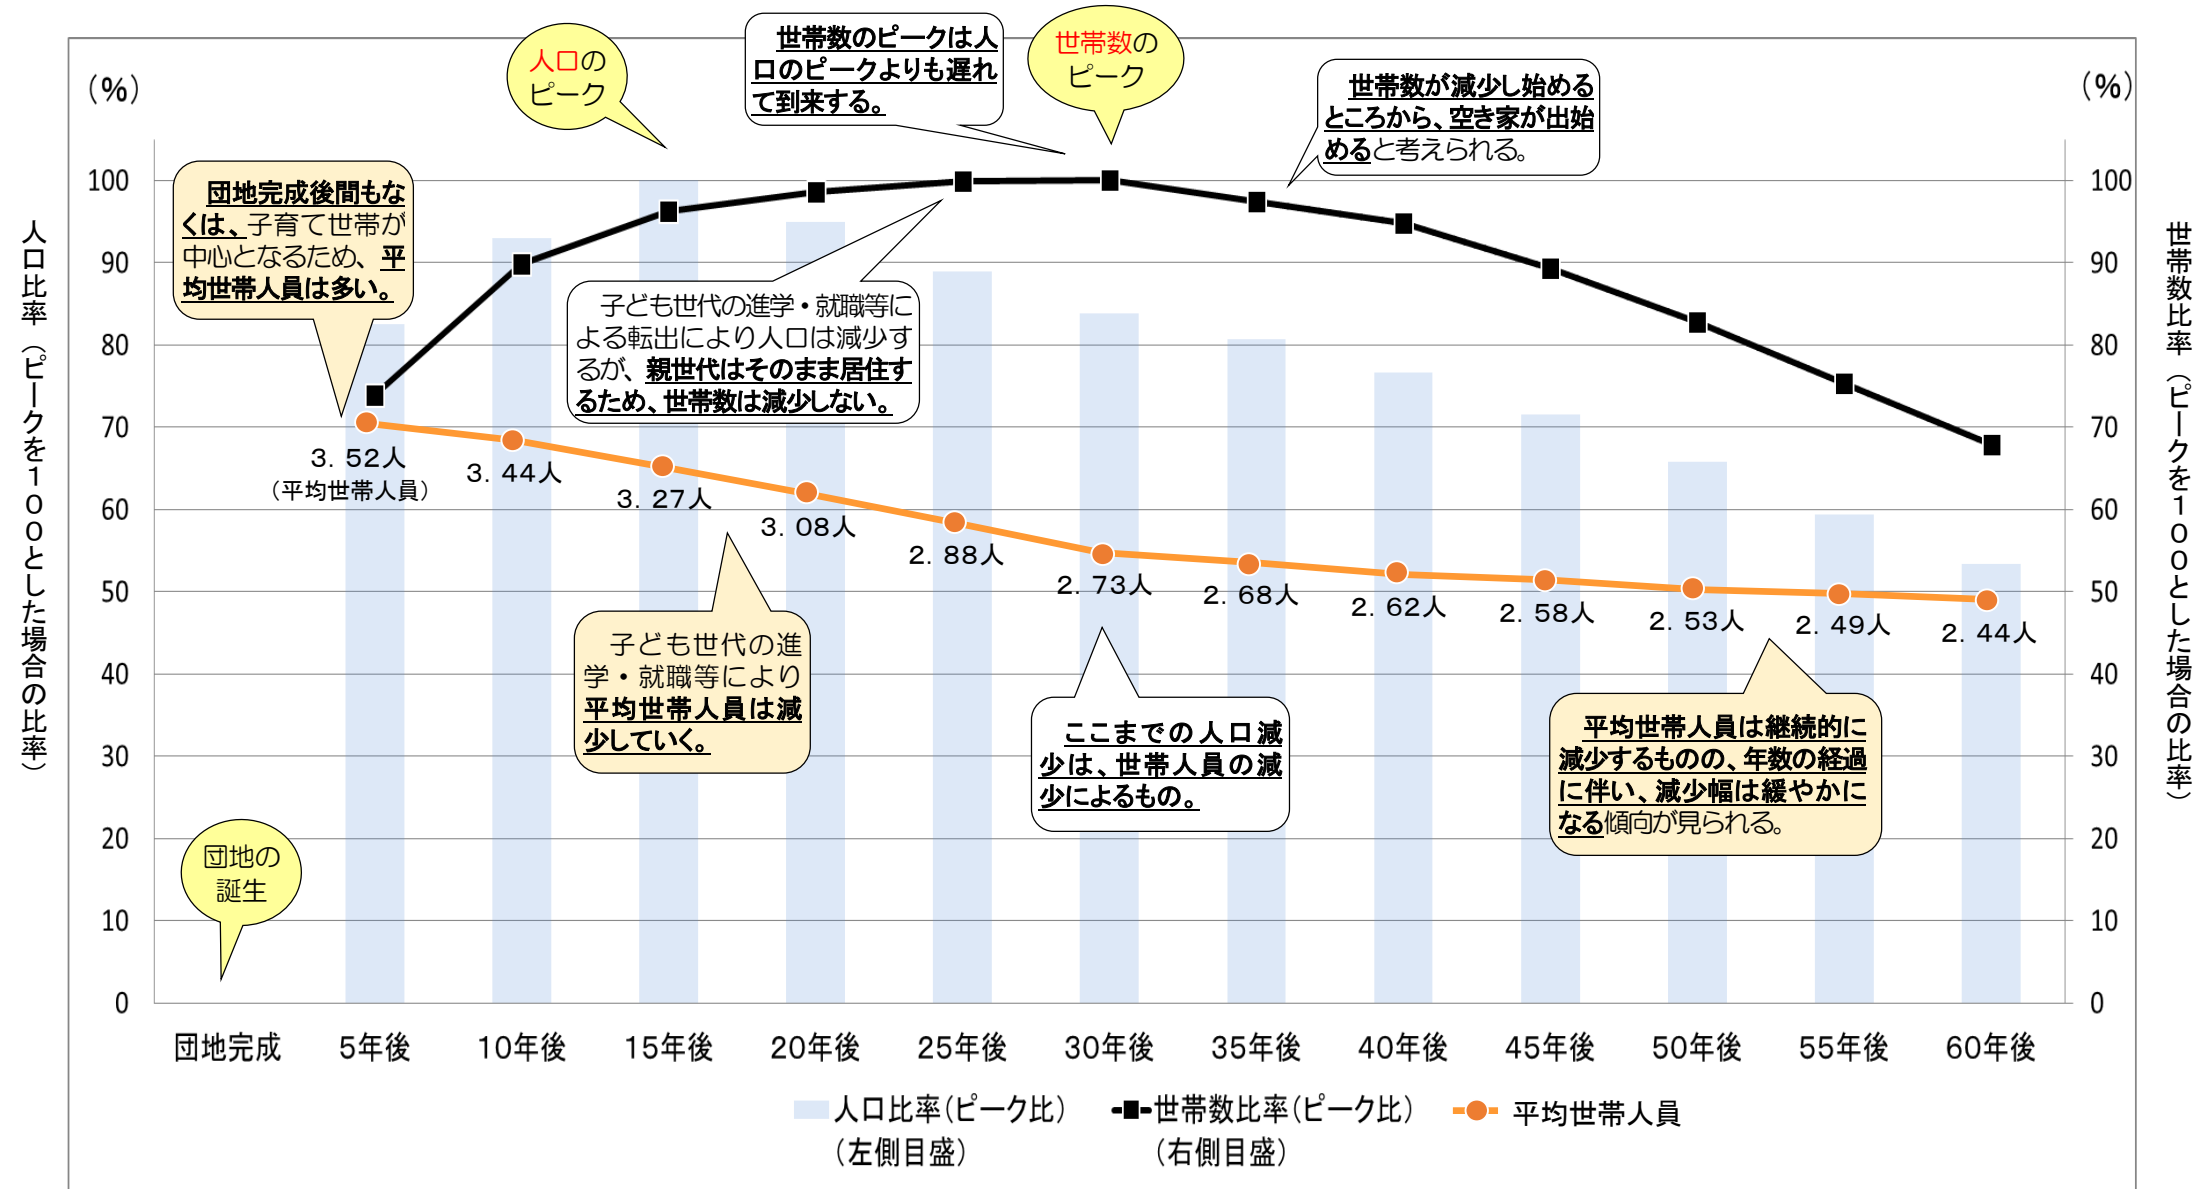 人口の
ピーク
世帯数のピークは人
口のピークよりも遅れ
て到来する。
世帯数の
ピーク
世帯数が減少し始める
ところから、空き家が出始
めると考えられる。
（%）
（%）
団地完成後間もな
くは、子育て世帯が
中心となるため、平
均世帯人員は多い。
子ども世代の進学・就職等に
よる転出により人口は減少す
るが、親世代はそのまま居住す
るため、世帯数は減少しない。
人口比率（ピークを１００とした場合の比率）
世帯数比率（ピークを１００とした場合の比率）
100
90
80
70
60
50
40
30
20
10
0
100
90
80
70
60
50
40
30
20
10
0
３．５２人
（平均世帯人員）
３．４４人
３．２７人
３．０８人
２．８８人
２．７３人
２．６８人
２．６２人
２．５８人
２．５３人
２．４９人
２．４４人
子ども世代の進
学・就職等により
平均世帯人員は減
少していく。
ここまでの人口減
少は、世帯人員の減
少によるもの。
平均世帯人員は継続的に
減少するものの、年数の経過
に伴い、減少幅は緩やかに
なる傾向が見られる。
団地の
誕生
団地完成 5年後 10年後 15年後 20年後 25年後 30年後 35年後 40年後 45年後 50年後 55年後 60年後
人口比率（ピーク比）
（左側目盛）
世帯数比率（ピーク比）
（右側目盛）
平均世帯人員